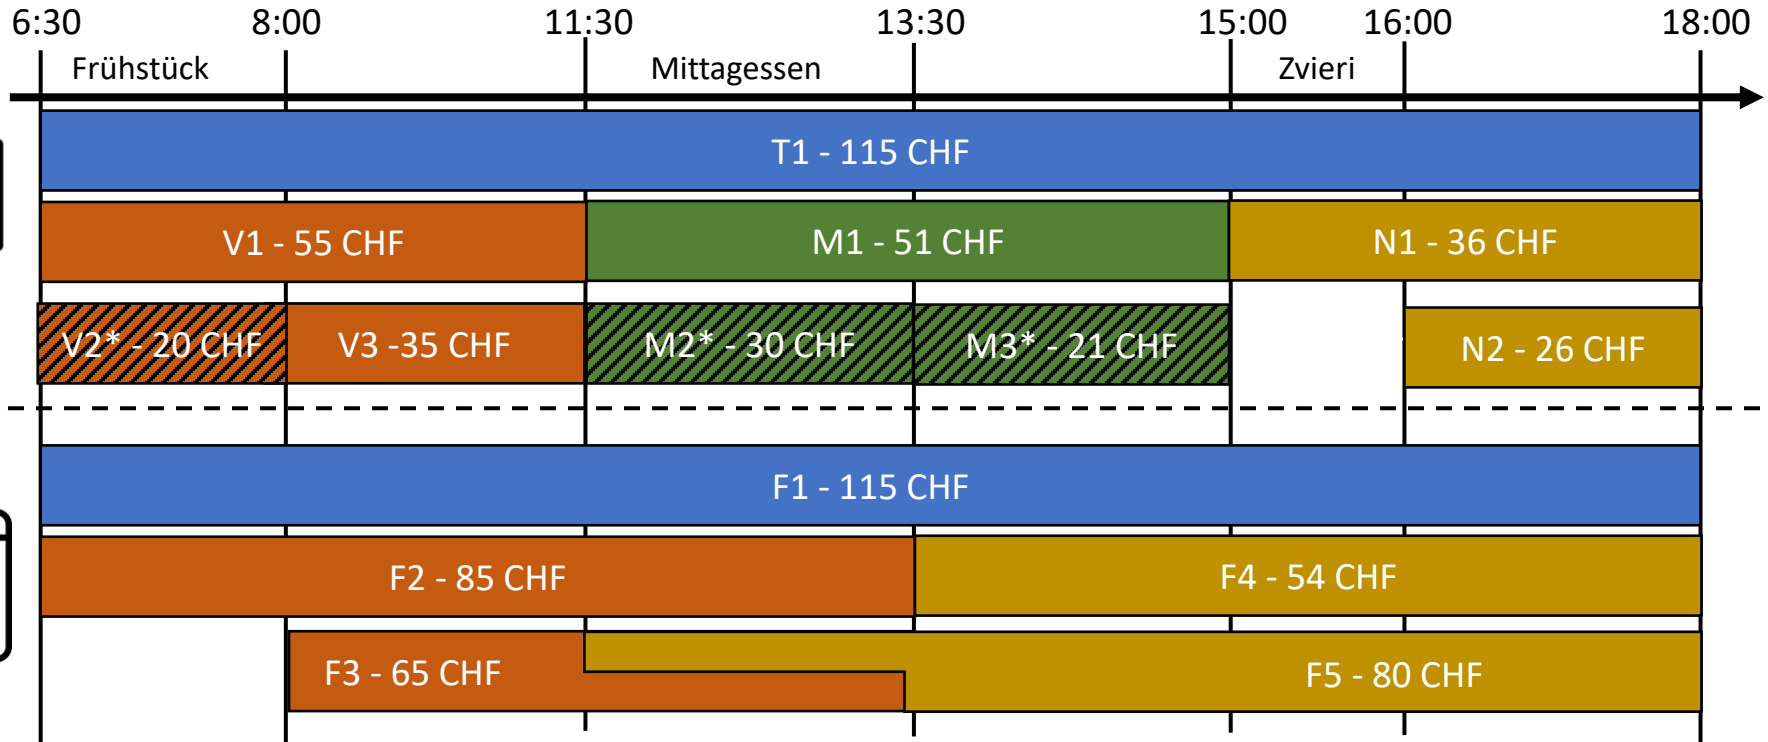 6:30 8:00 11:30 13:30 15:00 16:00 18:00
Frühstück Mittagessen Zvieri
T1 - 115 CHF
V1 - 55 CHF M1 - 51 CHF N1 - 36 CHF
V2* - 20 CHF V3 -35 CHF M2* - 30 CHF M3* - 21 CHF N2 - 26 CHF
F1 - 115 CHF
F2 - 85 CHF F4 - 54 CHF
F3 - 65 CHF F5 - 80 CHF